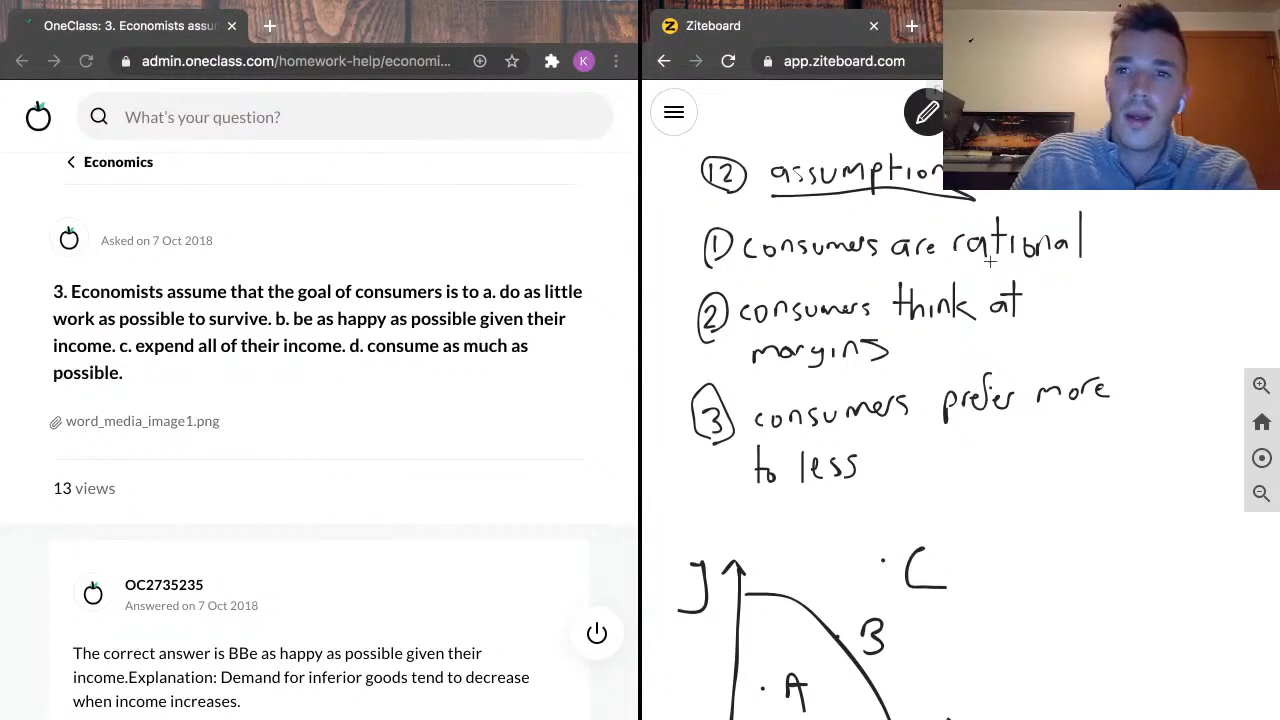 OneClass: 3. Economists assu
Ziteboard
admin.oneclass.com/homework-help/economi...
K
app.ziteboard.com
What's your question?
Economics
Asked on 7 Oct 2018
3. Economists assume that the goal of consumers is to a. do as little
work as possible to survive. b. be as happy as possible given their
income. c. expend all of their income. d. consume as much as
possible.
word_media_image1.png
13 views
OC2735235
Answered on 7 Oct 2018
The correct answer is BBe as happy as possible given their
income.Explanation: Demand for inferior goods tend to decrease
when income increases.
12 assumption
1 consumers are rational
2 consumers think at
margins
3 consumers prefer more
to less
C
B
A